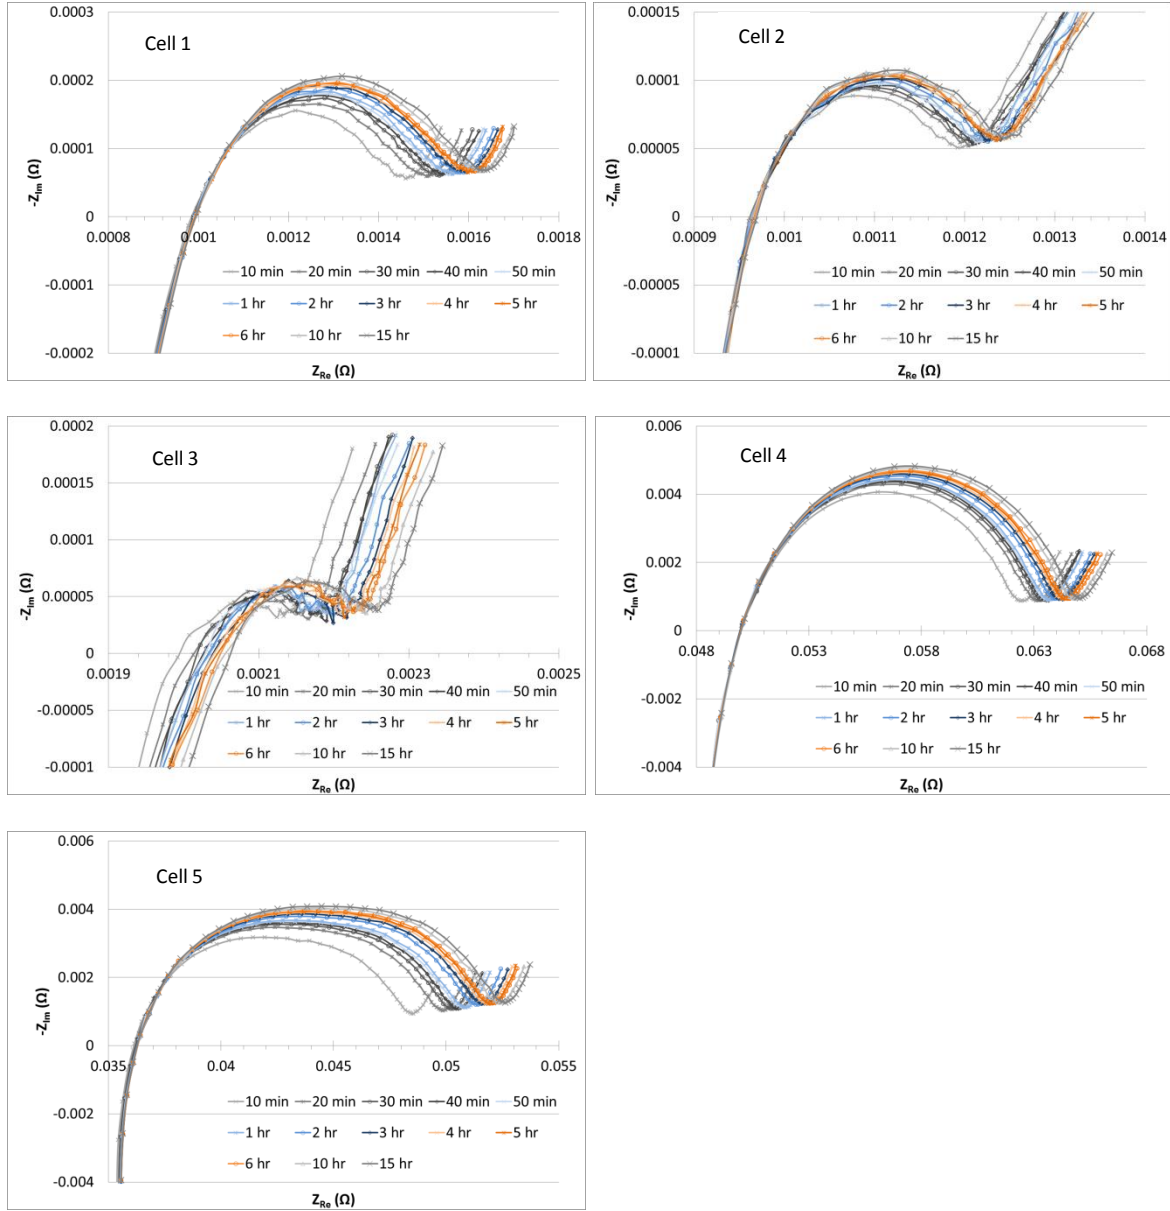 Cell 1
0.0003
0.0002
0.0001
0
-0.0001
-0.0002
-Z_Im (Ω)
0.0008 0.001 0.0012 0.0014 0.0016 0.0018
10 min 20 min 30 min 40 min 50 min
1 hr 2 hr 3 hr 4 hr 5 hr
6 hr 10 hr 15 hr
Z_Re (Ω)
Cell 2
0.00015
0.0001
0.00005
0
-0.00005
-0.0001
-Z_Im (Ω)
0.0009 0.001 0.0011 0.0012 0.0013 0.0014
10 min 20 min 30 min 40 min 50 min
1 hr 2 hr 3 hr 4 hr 5 hr
6 hr 10 hr 15 hr
Z_Re (Ω)
Cell 3
0.0002
0.00015
0.0001
0.00005
0
-0.00005
-0.0001
-Z_Im (Ω)
0.0019 0.0021 0.0023 0.0025
10 min 20 min 30 min 40 min 50 min
1 hr 2 hr 3 hr 4 hr 5 hr
6 hr 10 hr 15 hr
Z_Re (Ω)
Cell 4
0.006
0.004
0.002
0
-0.002
-0.004
-Z_Im (Ω)
0.048 0.053 0.058 0.063 0.068
10 min 20 min 30 min 40 min 50 min
1 hr 2 hr 3 hr 4 hr 5 hr
6 hr 10 hr 15 hr
Z_Re (Ω)
Cell 5
0.006
0.004
0.002
0
-0.002
-0.004
-Z_Im (Ω)
0.035 0.04 0.045 0.05 0.055
10 min 20 min 30 min 40 min 50 min
1 hr 2 hr 3 hr 4 hr 5 hr
6 hr 10 hr 15 hr
Z_Re (Ω)